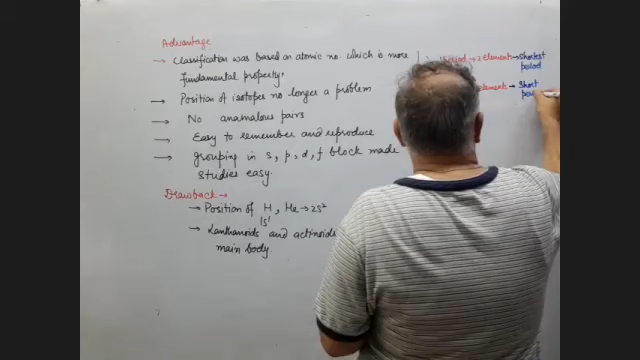 Advantage
→ Classification was based on atomic no. which is more
fundamental property.
→ Position of isotopes no longer a problem
→ No anamalous pairs
→ Easy to remember and reproduce
→ grouping in s, p, d, f block made
studies easy.
Drawback →
→ Position of H, He → 2s²
1s¹
→ Lanthanoids and actinoids
main body.
period → 2 Elements → Shortest
period
element → Short